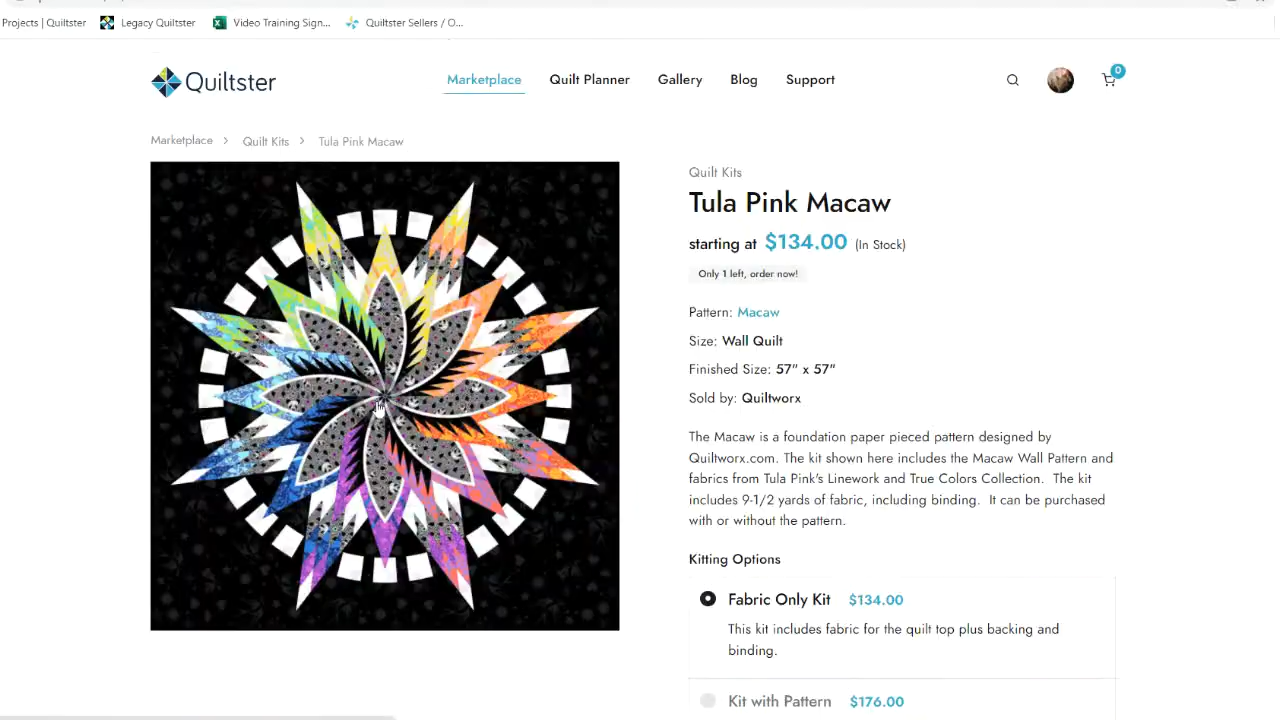 Projects | Quiltster
Legacy Quiltster
Video Training Sign...
Quiltster Sellers / O...
Quiltster
Marketplace
Quilt Planner
Gallery
Blog
Support
0
Marketplace > Quilt Kits > Tula Pink Macaw
Quilt Kits
Tula Pink Macaw
starting at $134.00 (In Stock)
Only 1 left, order now!
Pattern: Macaw
Size: Wall Quilt
Finished Size: 57" x 57"
Sold by: Quiltworx
The Macaw is a foundation paper pieced pattern designed by
Quiltworx.com. The kit shown here includes the Macaw Wall Pattern and
fabrics from Tula Pink's Linework and True Colors Collection. The kit
includes 9-1/2 yards of fabric, including binding. It can be purchased
with or without the pattern.
Kitting Options
Fabric Only Kit $134.00
This kit includes fabric for the quilt top plus backing and
binding.
Kit with Pattern $176.00